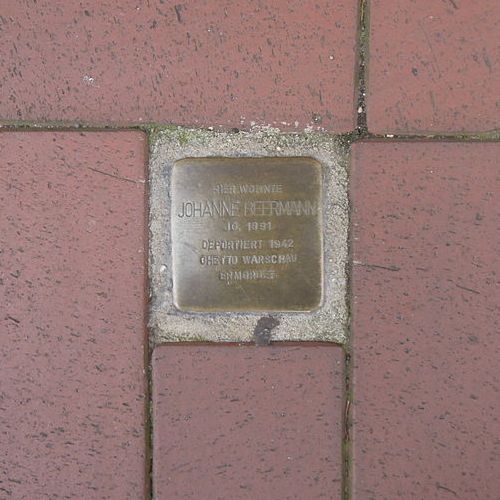 HIER WOHNTE
JOHANNE BEERMANN
JG. 1891
DEPORTIERT 1942
GHETTO WARSCHAU
ERMORDET